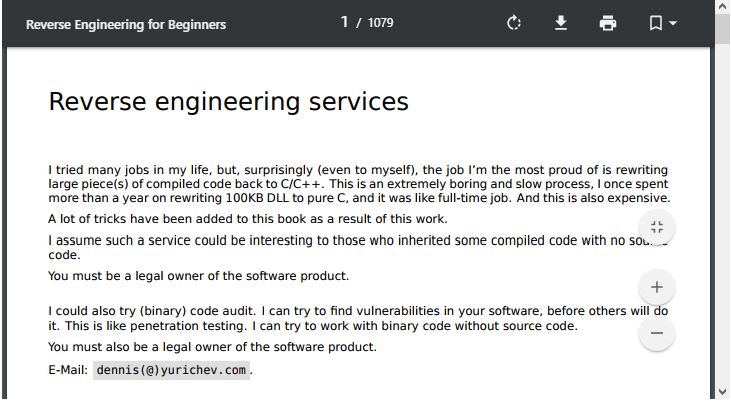 Reverse Engineering for Beginners
1 / 1079
Reverse engineering services
I tried many jobs in my life, but, surprisingly (even to myself), the job I'm the most proud of is rewriting
large piece(s) of compiled code back to C/C++. This is an extremely boring and slow process, I once spent
more than a year on rewriting 100KB DLL to pure C, and it was like full-time job. And this is also expensive.
A lot of tricks have been added to this book as a result of this work.
I assume such a service could be interesting to those who inherited some compiled code with no
code.
You must be a legal owner of the software product.
I could also try (binary) code audit. I can try to find vulnerabilities in your software, before others will do
it. This is like penetration testing. I can try to work with binary code without source code.
You must also be a legal owner of the software product.
E-Mail: dennis(@)yurichev.com.